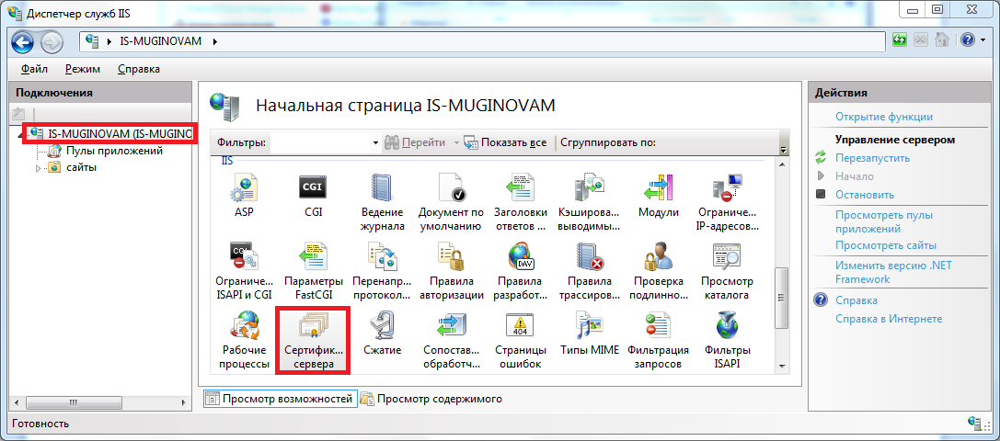 Диспетчер служб IIS
IS-MUGINOVAM
Файл Режим Справка
Подключения
IS-MUGINOVAM (IS-MUGINO
Пулы приложений
сайты
Начальная страница IS-MUGINOVAM
Фильтры: Перейти Показать все Сгруппировать по:
IIS
ASP
CGI
Ведение журнала
Документ по умолчанию
Заголовки ответов ...
Кэширова... выводимы...
Модули
Ограниче... IP-адресов...
Ограниче... ISAPI и CGI
Параметры FastCGI
Перенапр... протокол...
Правила авторизации
Правила разработ...
Правила трассиров...
Проверка подлинно...
Просмотр каталога
Рабочие процессы
Сертифик... сервера
Сжатие
Сопостав... обработч...
Страницы ошибок
Типы MIME
Фильтрация запросов
Фильтры ISAPI
Просмотр возможностей Просмотр содержимого
Действия
Открытие функции
Управление сервером
Перезапустить
Начало
Остановить
Просмотреть пулы
приложений
Просмотреть сайты
Изменить версию .NET
Framework
Справка
Справка в Интернете
Готовность